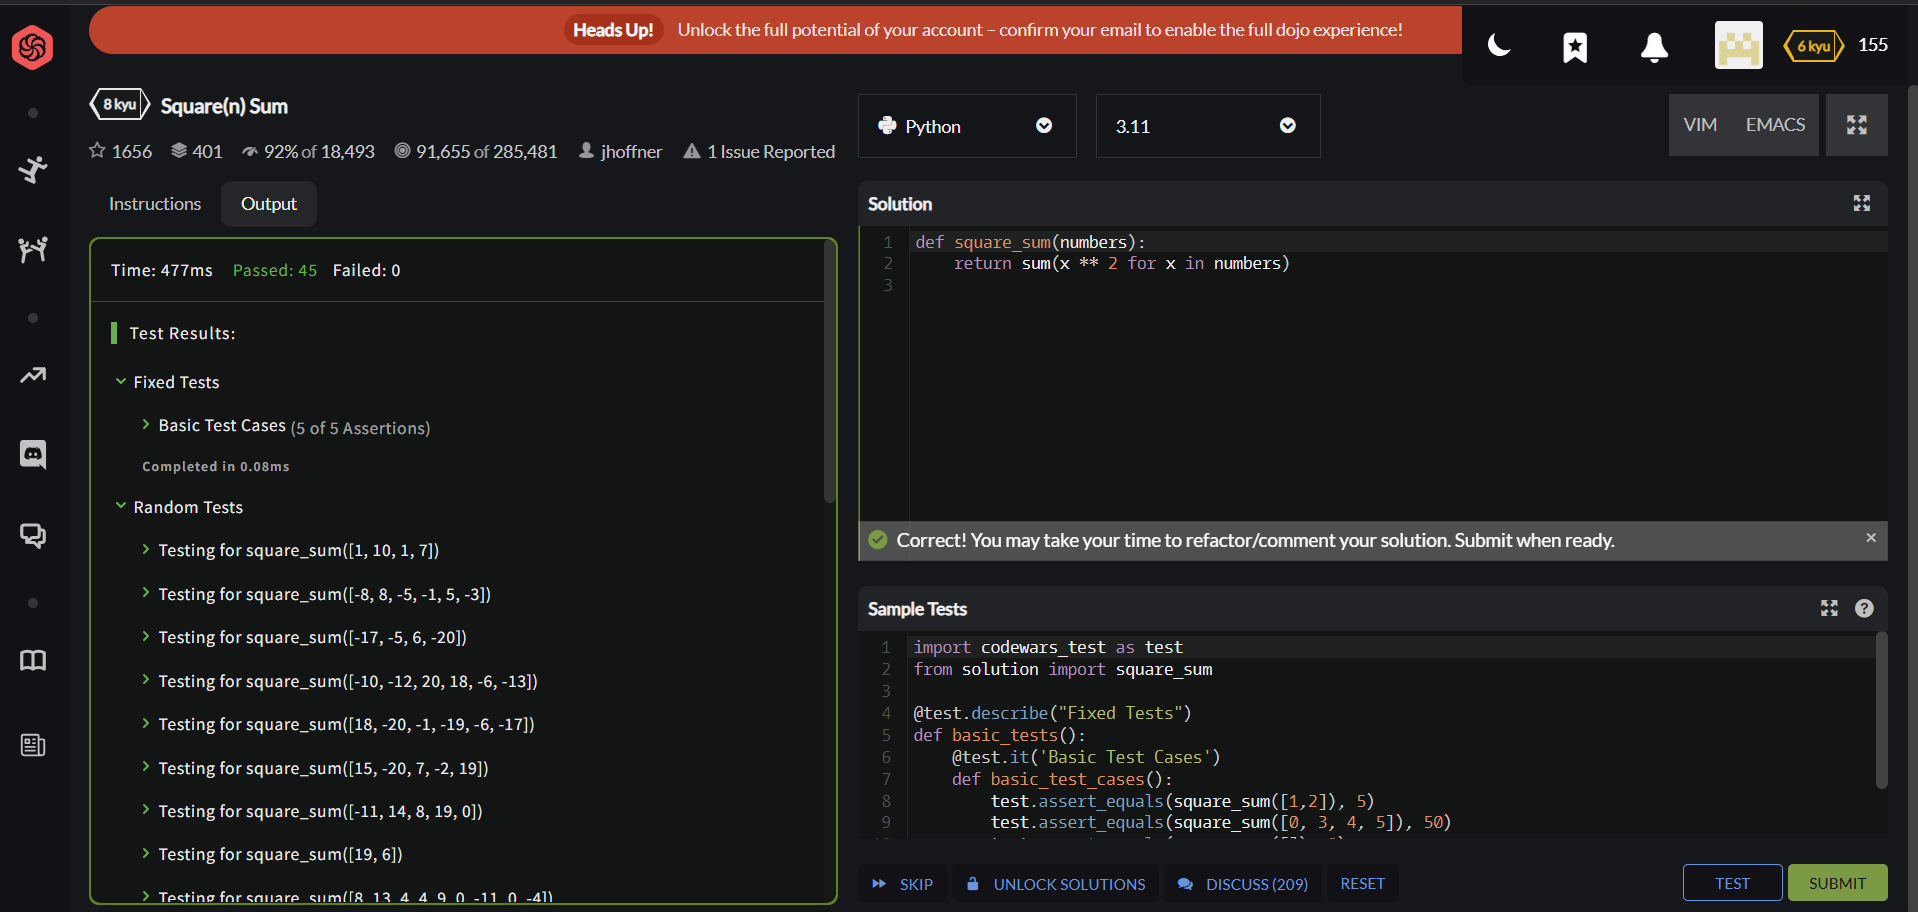 Heads Up! Unlock the full potential of your account – confirm your email to enable the full dojo experience!
6 kyu 155
8 kyu Square(n) Sum
1656 401 92% of 18,493 91,655 of 285,481 jhoffner 1 Issue Reported
Python
3.11
VIM EMACS
Instructions Output
Time: 477ms Passed: 45 Failed: 0
Test Results:
Fixed Tests
Basic Test Cases (5 of 5 Assertions)
Completed in 0.08ms
Random Tests
Testing for square_sum([1, 10, 1, 7])
Testing for square_sum([-8, 8, -5, -1, 5, -3])
Testing for square_sum([-17, -5, 6, -20])
Testing for square_sum([-10, -12, 20, 18, -6, -13])
Testing for square_sum([18, -20, -1, -19, -6, -17])
Testing for square_sum([15, -20, 7, -2, 19])
Testing for square_sum([-11, 14, 8, 19, 0])
Testing for square_sum([19, 6])
Testing for square_sum([8, 13, 4, 4, 9, 0, -11, 0, -4])
Solution
1 def square_sum(numbers):
2     return sum(x ** 2 for x in numbers)
3
Correct! You may take your time to refactor/comment your solution. Submit when ready.
Sample Tests
1 import codewars_test as test
2 from solution import square_sum
3
4 @test.describe("Fixed Tests")
5 def basic_tests():
6     @test.it('Basic Test Cases')
7     def basic_test_cases():
8         test.assert_equals(square_sum([1,2]), 5)
9         test.assert_equals(square_sum([0, 3, 4, 5]), 50)
SKIP UNLOCK SOLUTIONS DISCUSS (209) RESET TEST SUBMIT